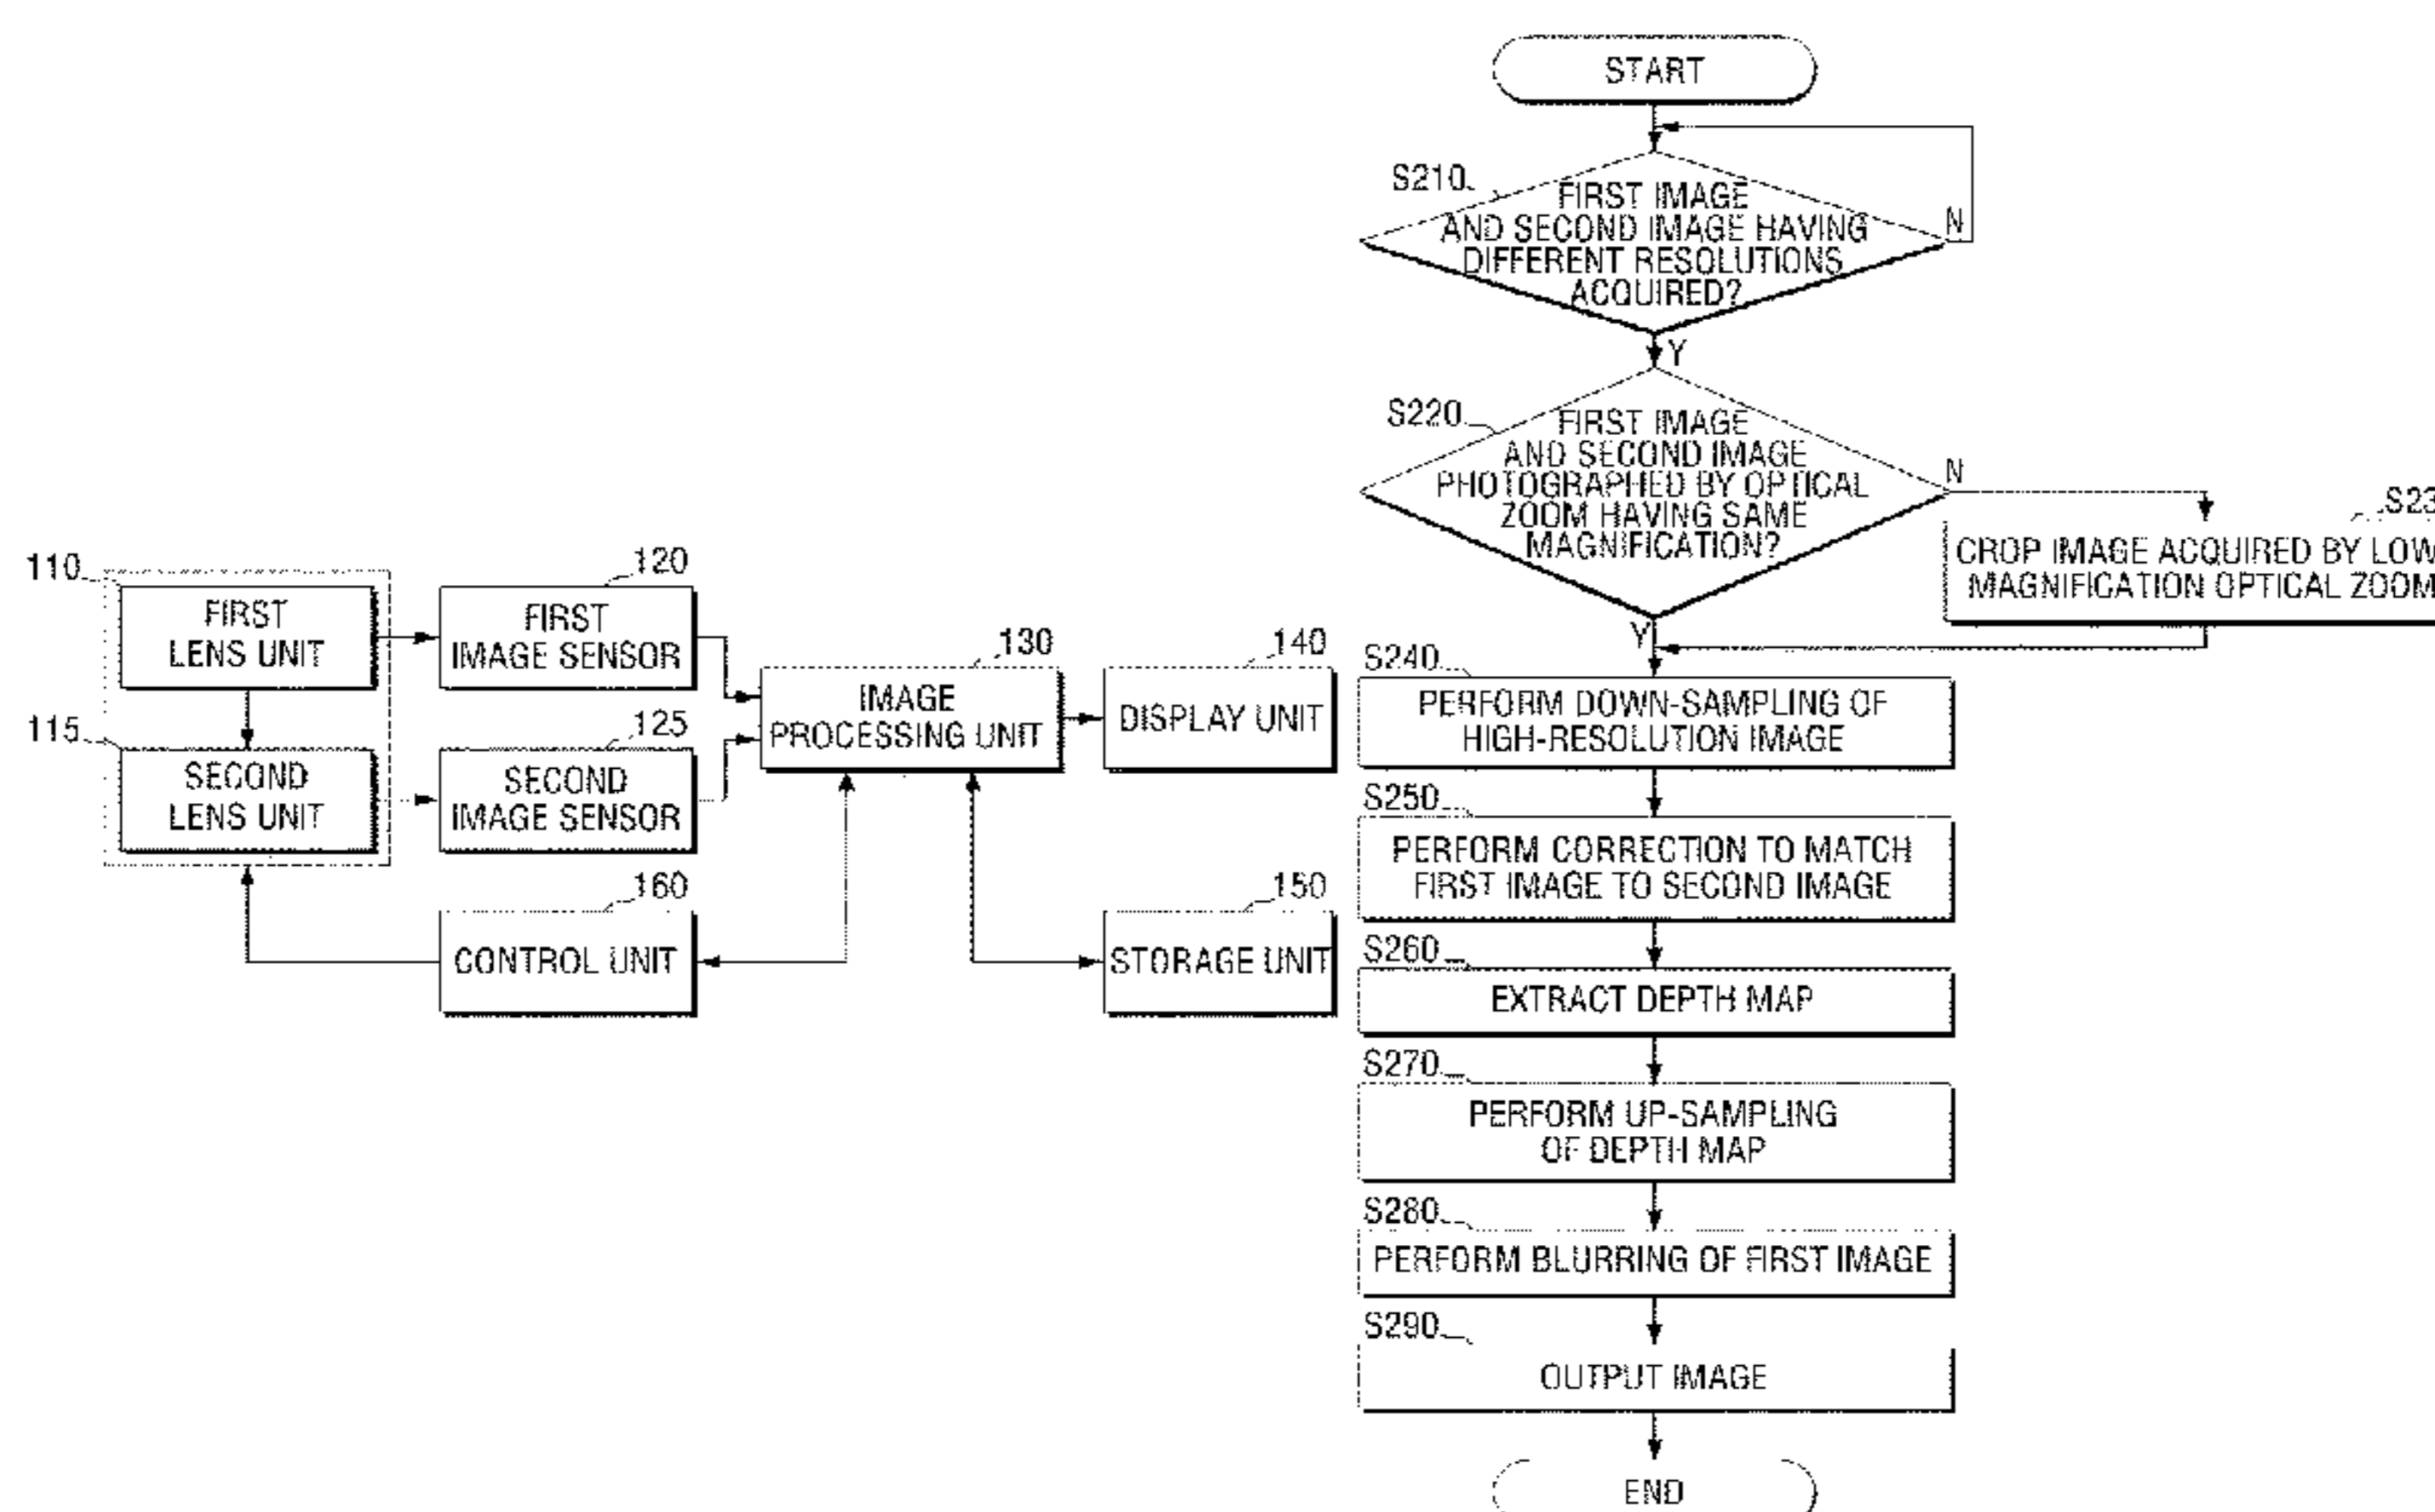 110
FIRST
LENS UNIT
115
SECOND
LENS UNIT
120
FIRST
IMAGE SENSOR
125
SECOND
IMAGE SENSOR
130
IMAGE
PROCESSING UNIT
140
DISPLAY UNIT
160
CONTROL UNIT
150
STORAGE UNIT
START
S210
FIRST IMAGE
AND SECOND IMAGE HAVING
DIFFERENT RESOLUTIONS
ACQUIRED?
N
Y
S220
FIRST IMAGE
AND SECOND IMAGE
PHOTOGRAPHED BY OPTICAL
ZOOM HAVING SAME
MAGNIFICATION?
N
S23
CROP IMAGE ACQUIRED BY LOW
MAGNIFICATION OPTICAL ZOOM
Y
S240
PERFORM DOWN-SAMPLING OF
HIGH-RESOLUTION IMAGE
S250
PERFORM CORRECTION TO MATCH
FIRST IMAGE TO SECOND IMAGE
S260
EXTRACT DEPTH MAP
S270
PERFORM UP-SAMPLING
OF DEPTH MAP
S280
PERFORM BLURRING OF FIRST IMAGE
S290
OUTPUT IMAGE
END